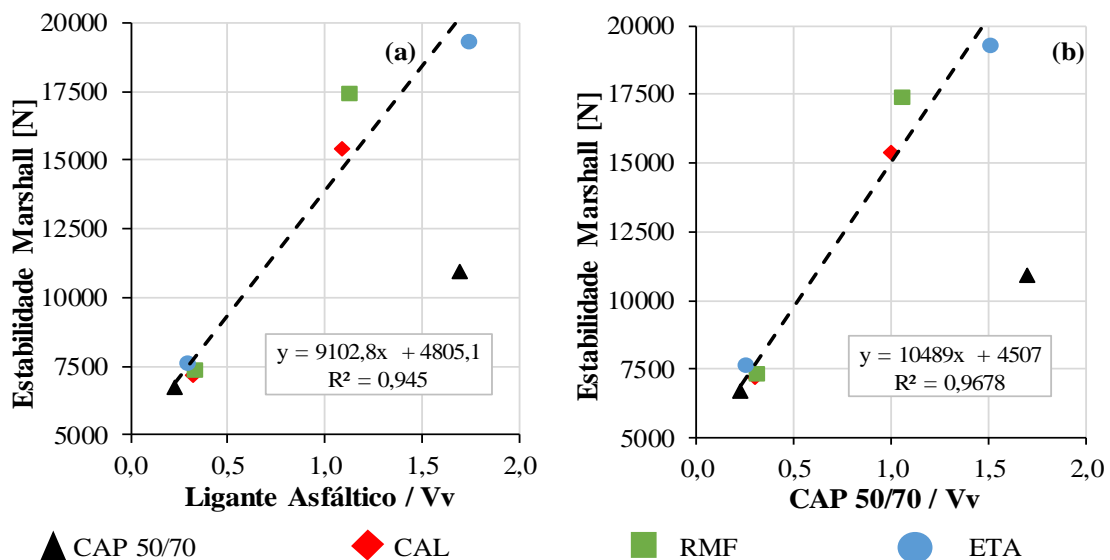 Estabilidade Marshall [N]
20000
17500
15000
12500
10000
7500
5000
(a)
y = 9102,8x + 4805,1
R² = 0,945
0,0 0,5 1,0 1,5 2,0
Ligante Asfáltico / Vv
Estabilidade Marshall [N]
20000
17500
15000
12500
10000
7500
5000
(b)
y = 10489x + 4507
R² = 0,9678
0,0 0,5 1,0 1,5 2,0
CAP 50/70 / Vv
CAP 50/70 CAL RMF ETA